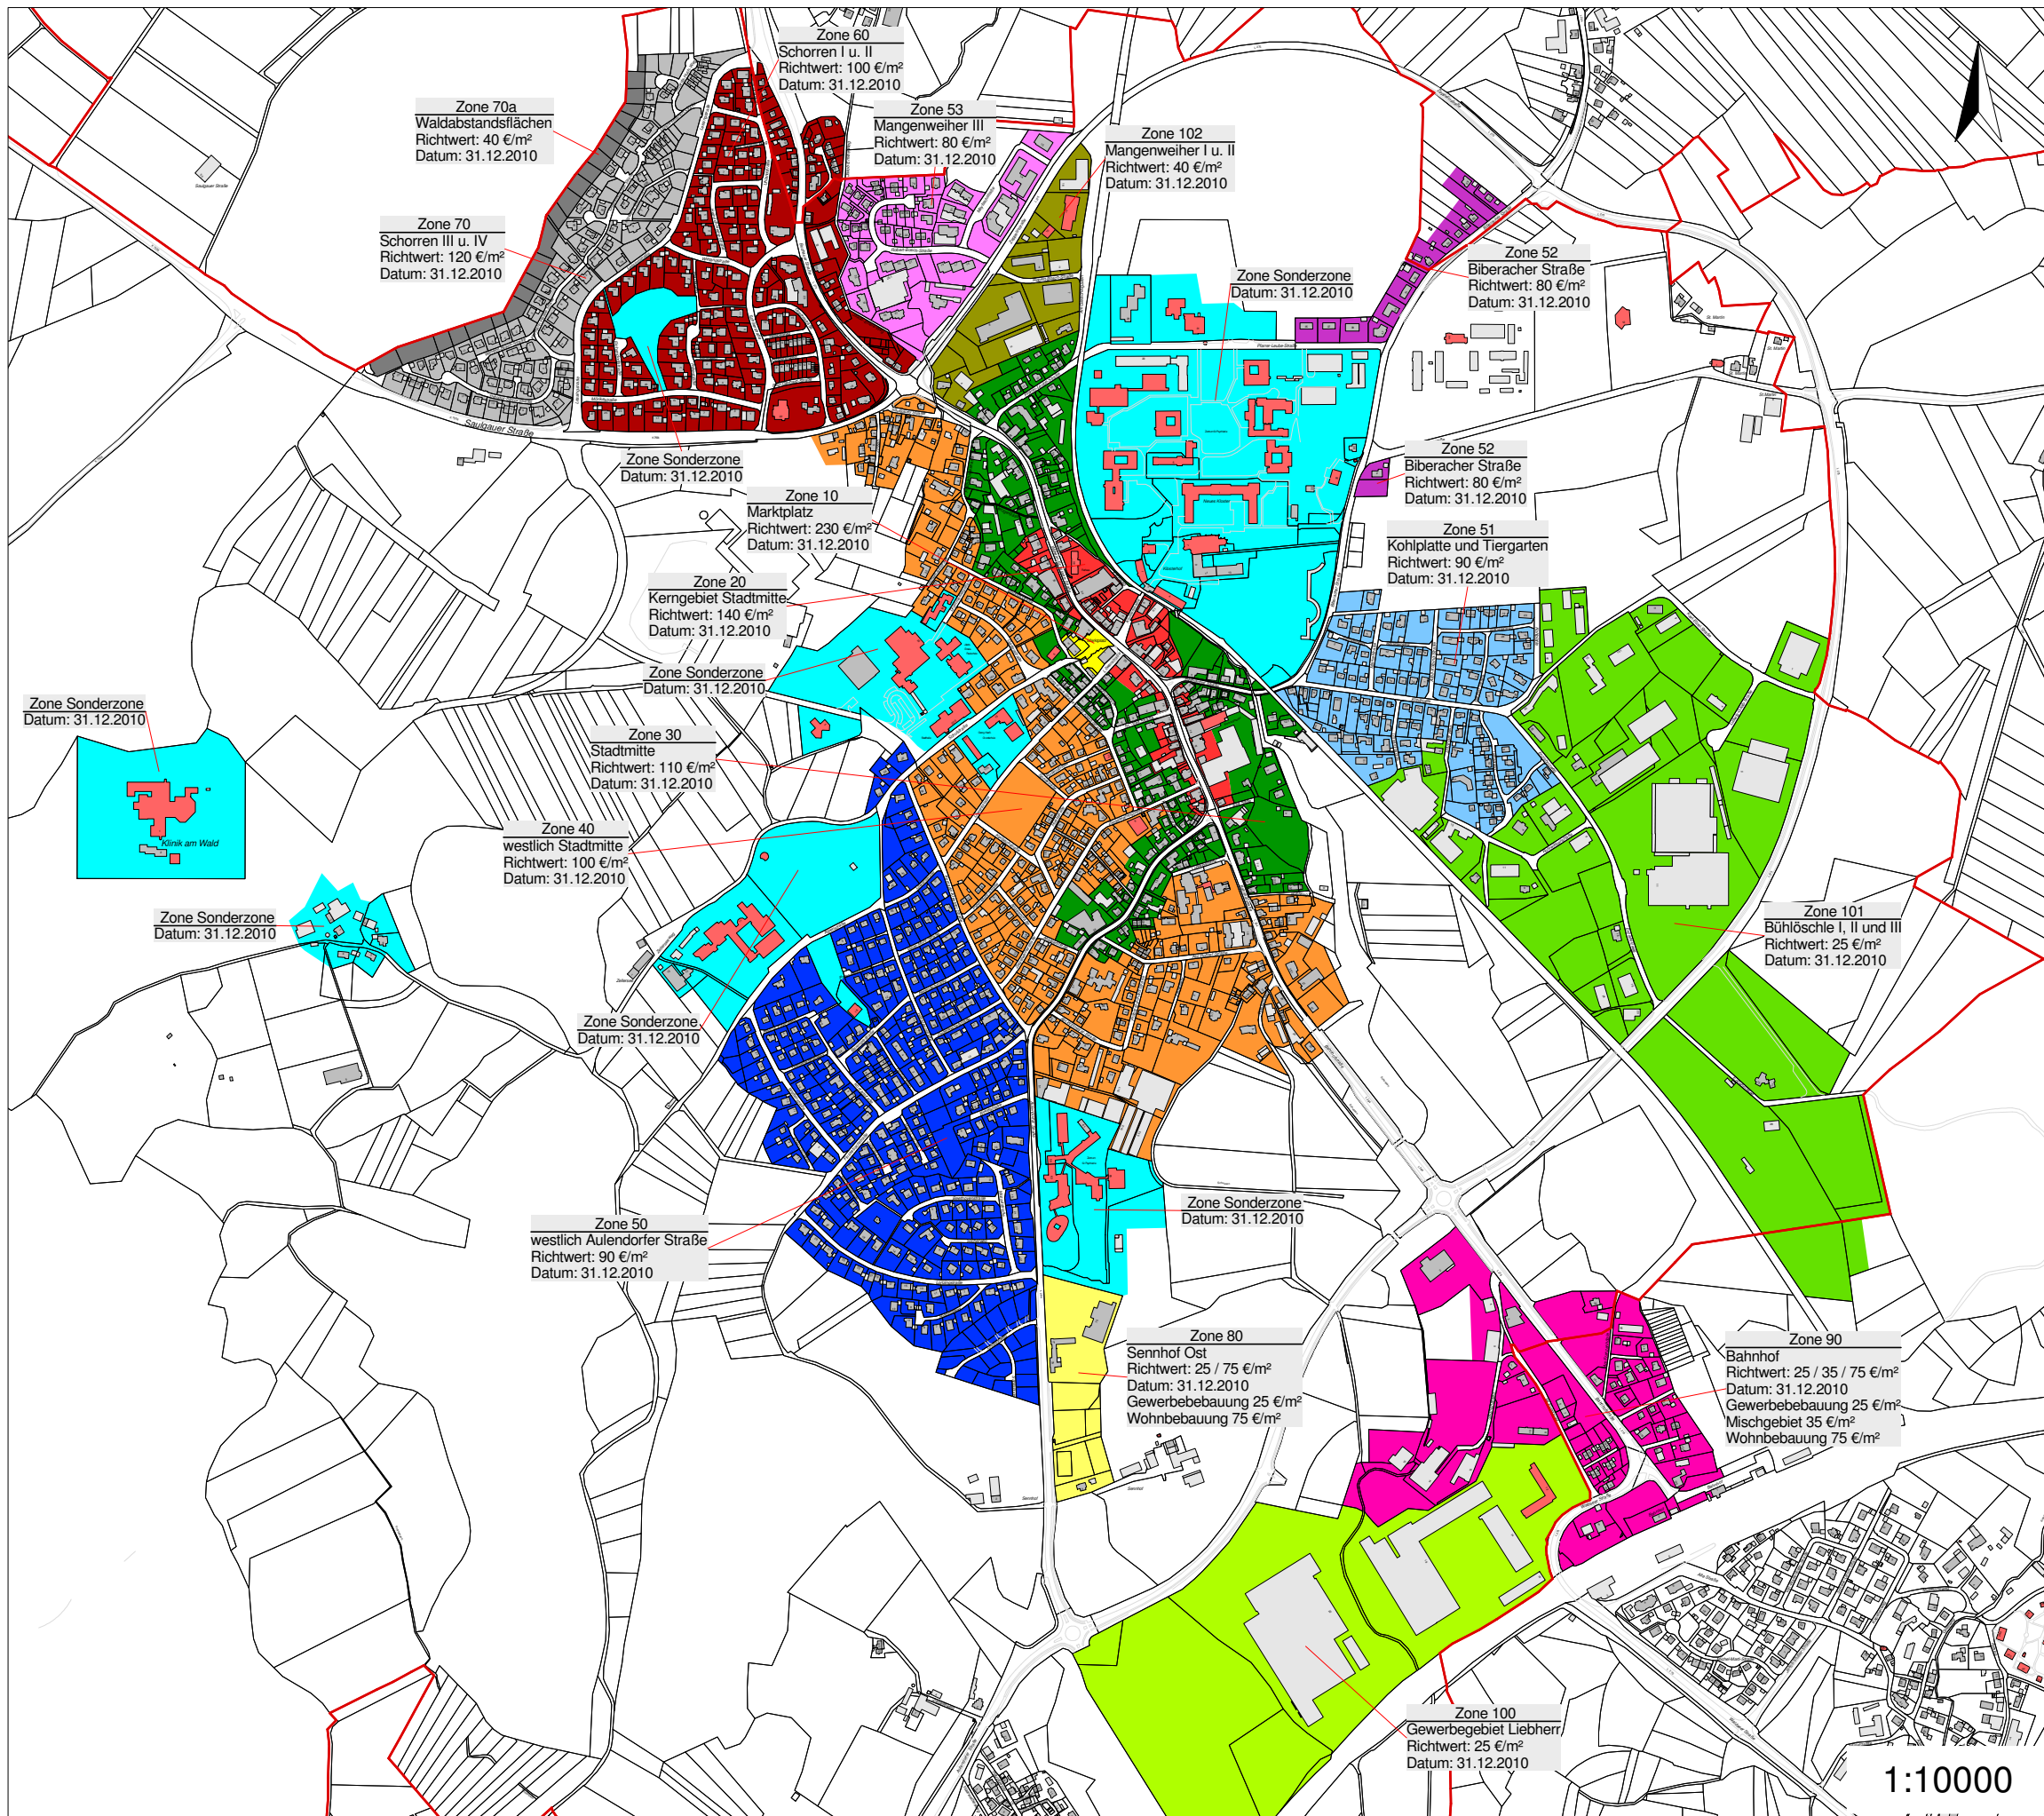 Zone 60
Schorren I u. II
Richtwert: 100 €/m²
Datum: 31.12.2010
Zone 70a
Waldabstandsflächen
Richtwert: 40 €/m²
Datum: 31.12.2010
Zone 53
Mangenweiher III
Richtwert: 80 €/m²
Datum: 31.12.2010
Zone 102
Mangenweiher I u. II
Richtwert: 40 €/m²
Datum: 31.12.2010
Zone 70
Schorren III u. IV
Richtwert: 120 €/m²
Datum: 31.12.2010
Zone 52
Biberacher Straße
Richtwert: 80 €/m²
Datum: 31.12.2010
Zone Sonderzone
Datum: 31.12.2010
Saulgauer Straße
Zone Sonderzone
Datum: 31.12.2010
Zone 52
Biberacher Straße
Richtwert: 80 €/m²
Datum: 31.12.2010
Zone 10
Marktplatz
Richtwert: 230 €/m²
Datum: 31.12.2010
Zone 51
Kohlplatte und Tiergarten
Richtwert: 90 €/m²
Datum: 31.12.2010
Zone 20
Kerngebiet Stadtmitte
Richtwert: 140 €/m²
Datum: 31.12.2010
Zone Sonderzone
Datum: 31.12.2010
Zone Sonderzone
Datum: 31.12.2010
Zone 30
Stadtmitte
Richtwert: 110 €/m²
Datum: 31.12.2010
Klinik am Wald
Zone 40
westlich Stadtmitte
Richtwert: 100 €/m²
Datum: 31.12.2010
Zone Sonderzone
Datum: 31.12.2010
Zone 101
Bühlöschle I, II und III
Richtwert: 25 €/m²
Datum: 31.12.2010
Zone Sonderzone
Datum: 31.12.2010
Zone Sonderzone
Datum: 31.12.2010
Zone 50
westlich Aulendorfer Straße
Richtwert: 90 €/m²
Datum: 31.12.2010
Zone 80
Sennhof Ost
Richtwert: 25 / 75 €/m²
Datum: 31.12.2010
Gewerbebebauung 25 €/m²
Wohnbebauung 75 €/m²
Zone 90
Bahnhof
Richtwert: 25 / 35 / 75 €/m²
Datum: 31.12.2010
Gewerbebebauung 25 €/m²
Mischgebiet 35 €/m²
Wohnbebauung 75 €/m²
Zone 100
Gewerbegebiet Liebherr
Richtwert: 25 €/m²
Datum: 31.12.2010
1:10000